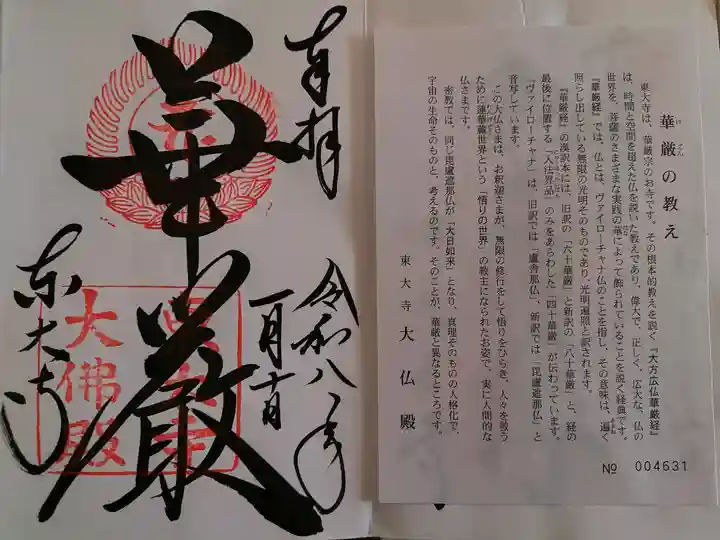 奉拝
令和八年
一月十日
華厳
東大寺
大佛殿
華厳の教え
けごん
東大寺は、華厳宗のお寺です。その根本的教えを説く『大方広仏華厳経』
は、時間と空間を超えた仏を説いた教えであり、偉大で、正しく、広大な、仏の
世界を、菩薩のさまざまな実践の華によって飾られていることを説く経典です。
『華厳経』では、仏とは、ヴァイローチャナ仏のことを指し、その意味は、遍く
照らし出している無限の光明そのものであり、光明遍照と訳されます。
『華厳経』の漢訳本には、旧訳の「六十華厳」と新訳の「八十華厳」と、経の
最後に位置する「入法界品」のみをあらわした「四十華厳」が伝わっています。
「ヴァイローチャナ」は、旧訳では「盧舎那仏」、新訳では「毘盧遮那仏」と
音写しています。
この大仏さまは、お釈迦さまが、無限の修行をして悟りをひらき、人々を救う
ために蓮華蔵世界という「悟りの世界」の教主になられたお姿で、実に人間的な
仏さまです。
密教では、同じ毘盧遮那仏が「大日如来」となり、真理そのものの人格化で、
宇宙の生命そのものと、考えるのです。そのことが、華厳と異なるところです。
東大寺 大仏殿
№ 004631